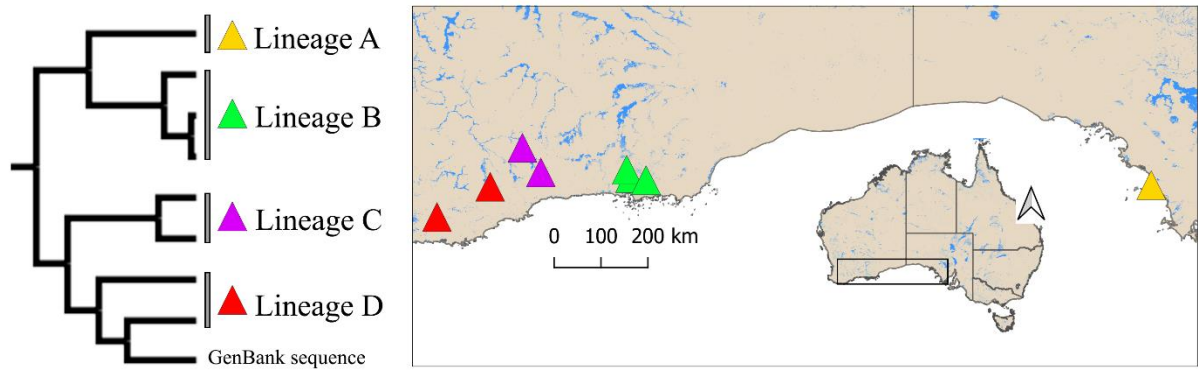 Lineage A
Lineage B
Lineage C
Lineage D
GenBank sequence
0 100 200 km